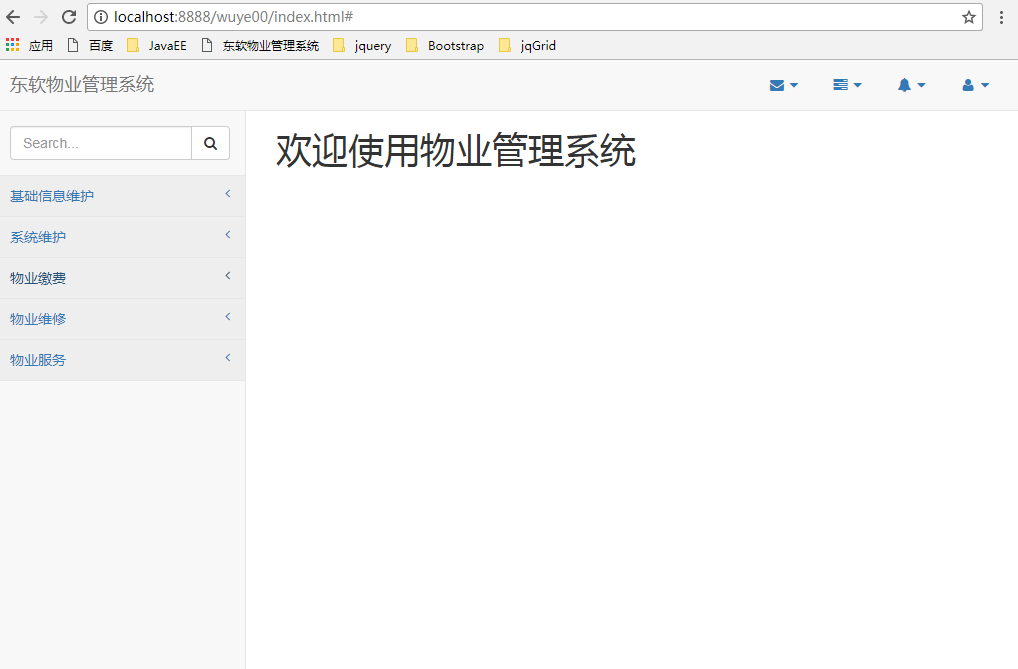 localhost:8888/wuye00/index.html#
应用 百度 JavaEE 东软物业管理系统 jquery Bootstrap jqGrid
东软物业管理系统
Search...
欢迎使用物业管理系统
基础信息维护
系统维护
物业缴费
物业维修
物业服务